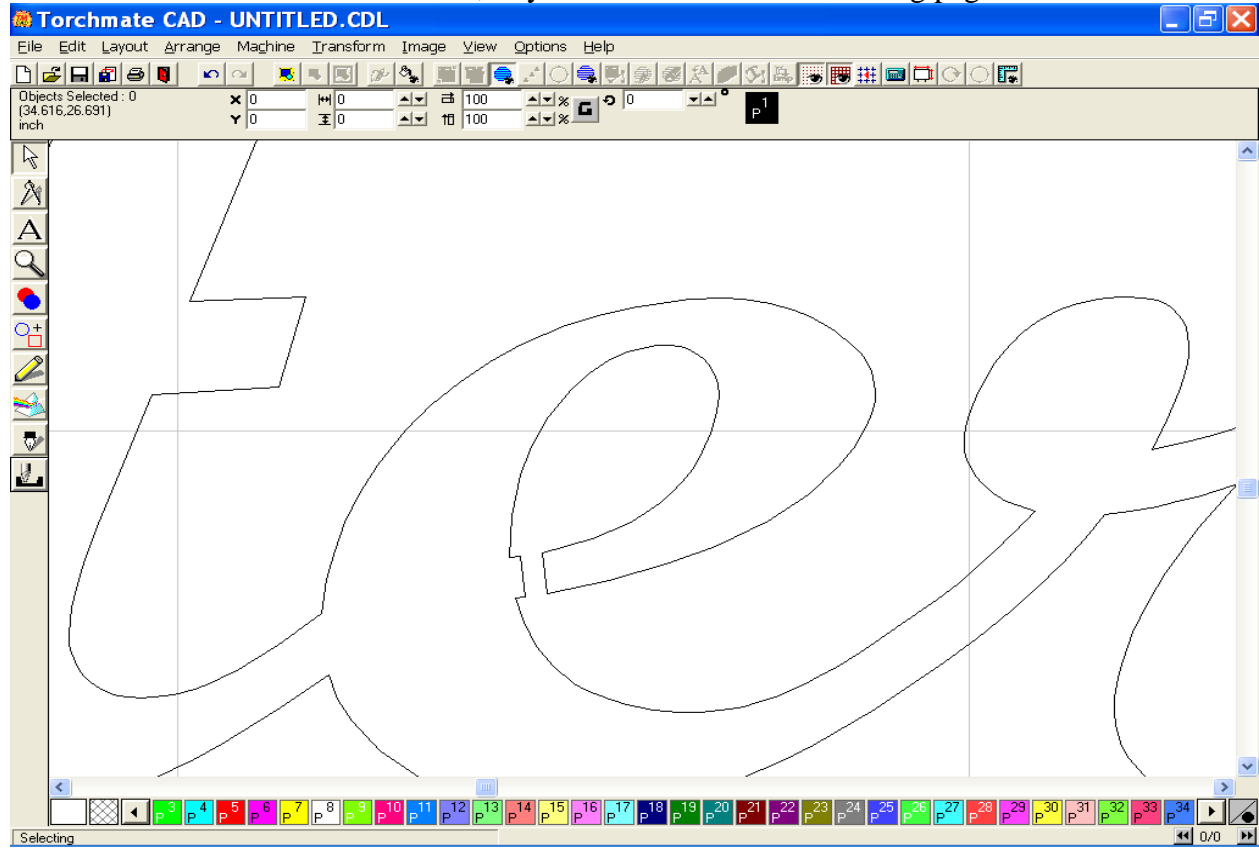 Torchmate CAD - UNTITLED.CDL
File Edit Layout Arrange Machine Transform Image View Options Help
Objects Selected : 0
(34.616,26.691)
inch
X 0 0 100 % G 0 °
Y 0 0 100 %
P 1
A
tes
P 3 P 4 P 5 P 6 P 7 P 8 P 9 P 10 P 11 P 12 P 13 P 14 P 15 P 16 P 17 P 18 P 19 P 20 P 21 P 22 P 23 P 24 P 25 P 26 P 27 P 28 P 29 P 30 P 31 P 32 P 33 P 34
Selecting 0/0